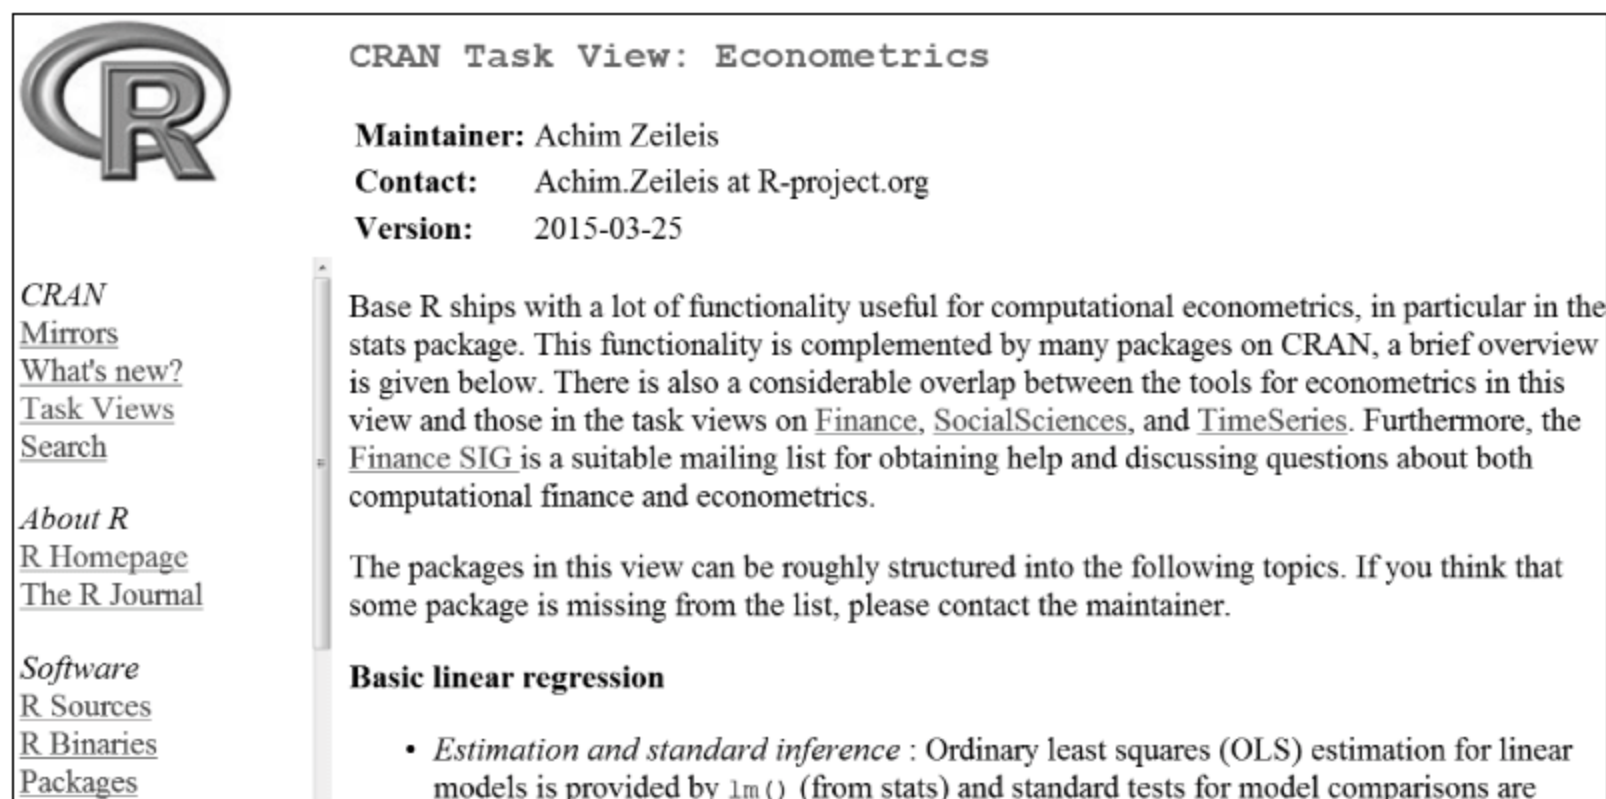 R
CRAN Task View: Econometrics
Maintainer: Achim Zeileis
Contact: Achim.Zeileis at R-project.org
Version: 2015-03-25
CRAN
Mirrors
What's new?
Task Views
Search
About R
R Homepage
The R Journal
Software
R Sources
R Binaries
Packages
Base R ships with a lot of functionality useful for computational econometrics, in particular in the
stats package. This functionality is complemented by many packages on CRAN, a brief overview
is given below. There is also a considerable overlap between the tools for econometrics in this
view and those in the task views on Finance, SocialSciences, and TimeSeries. Furthermore, the
Finance SIG is a suitable mailing list for obtaining help and discussing questions about both
computational finance and econometrics.
The packages in this view can be roughly structured into the following topics. If you think that
some package is missing from the list, please contact the maintainer.
Basic linear regression
• Estimation and standard inference : Ordinary least squares (OLS) estimation for linear
models is provided by lm() (from stats) and standard tests for model comparisons are